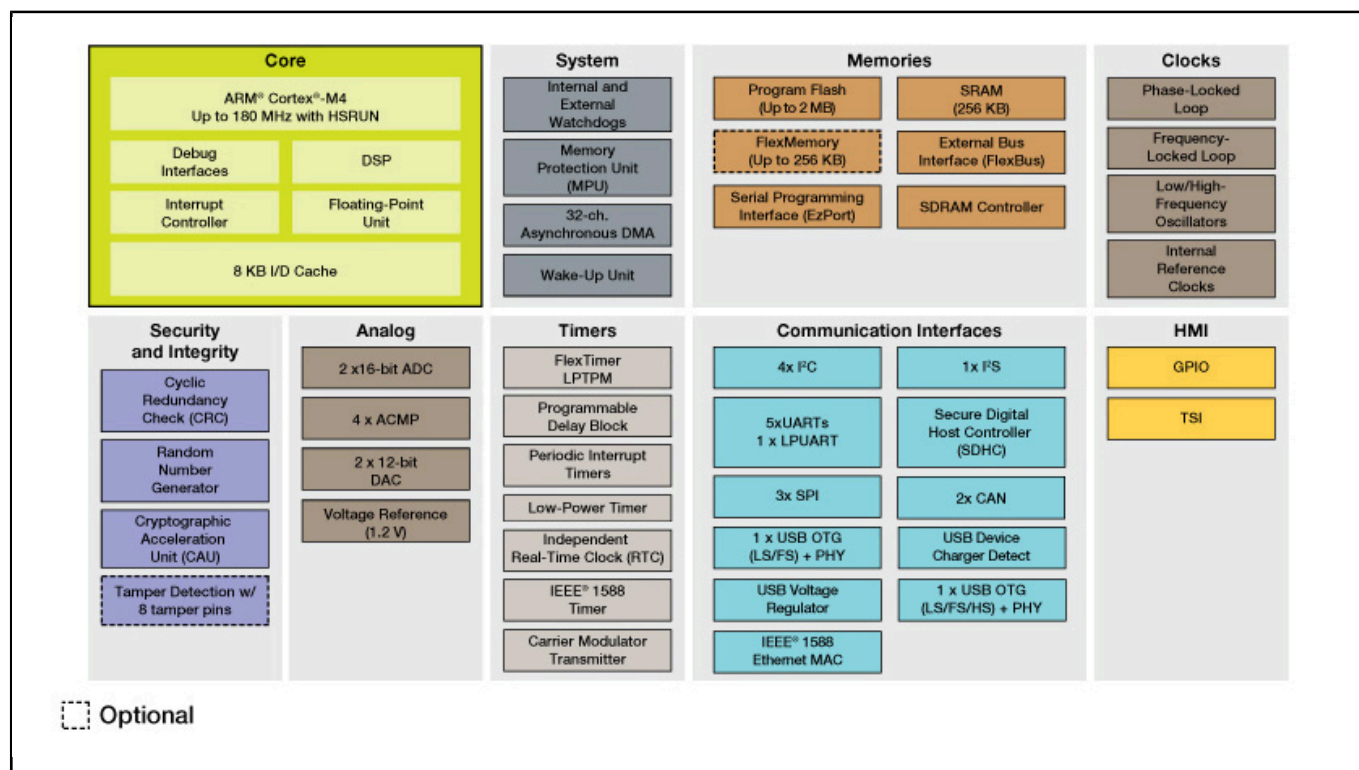 Core
ARM® Cortex®-M4
Up to 180 MHz with HSRUN
Debug
Interfaces
DSP
Interrupt
Controller
Floating-Point
Unit
8 KB I/D Cache
System
Internal and
External
Watchdogs
Memory
Protection Unit
(MPU)
32-ch.
Asynchronous DMA
Wake-Up Unit
Memories
Program Flash
(Up to 2 MB)
SRAM
(256 KB)
FlexMemory
(Up to 256 KB)
External Bus
Interface (FlexBus)
Serial Programming
Interface (EzPort)
SDRAM Controller
Clocks
Phase-Locked
Loop
Frequency-
Locked Loop
Low/High-
Frequency
Oscillators
Internal
Reference
Clocks
Security
and Integrity
Cyclic
Redundancy
Check (CRC)
Random
Number
Generator
Cryptographic
Acceleration
Unit (CAU)
Tamper Detection w/
8 tamper pins
Analog
2 x16-bit ADC
4 x ACMP
2 x 12-bit
DAC
Voltage Reference
(1.2 V)
Timers
FlexTimer
LPTPM
Programmable
Delay Block
Periodic Interrupt
Timers
Low-Power Timer
Independent
Real-Time Clock (RTC)
IEEE® 1588
Timer
Carrier Modulator
Transmitter
Communication Interfaces
4x I²C
1x I²S
5xUARTs
1 x LPUART
Secure Digital
Host Controller
(SDHC)
3x SPI
2x CAN
1 x USB OTG
(LS/FS) + PHY
USB Device
Charger Detect
USB Voltage
Regulator
1 x USB OTG
(LS/FS/HS) + PHY
IEEE® 1588
Ethernet MAC
HMI
GPIO
TSI
Optional